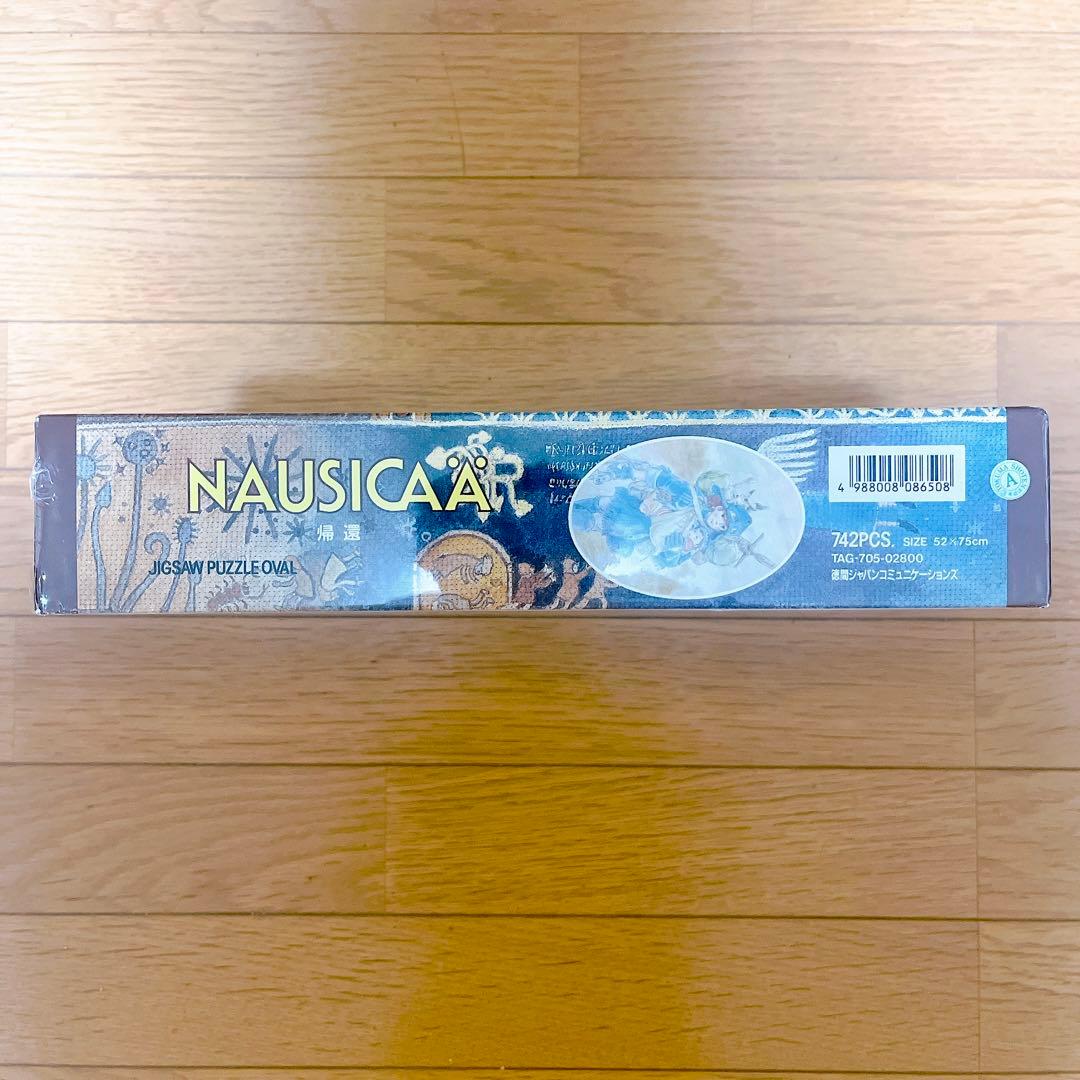 NAUSICAÄ
帰還
JIGSAW PUZZLE OVAL
4 988008 086508
742PCS. SIZE 52×75cm
TAG-705-02800
徳間ジャパンコミュニケーションズ
A